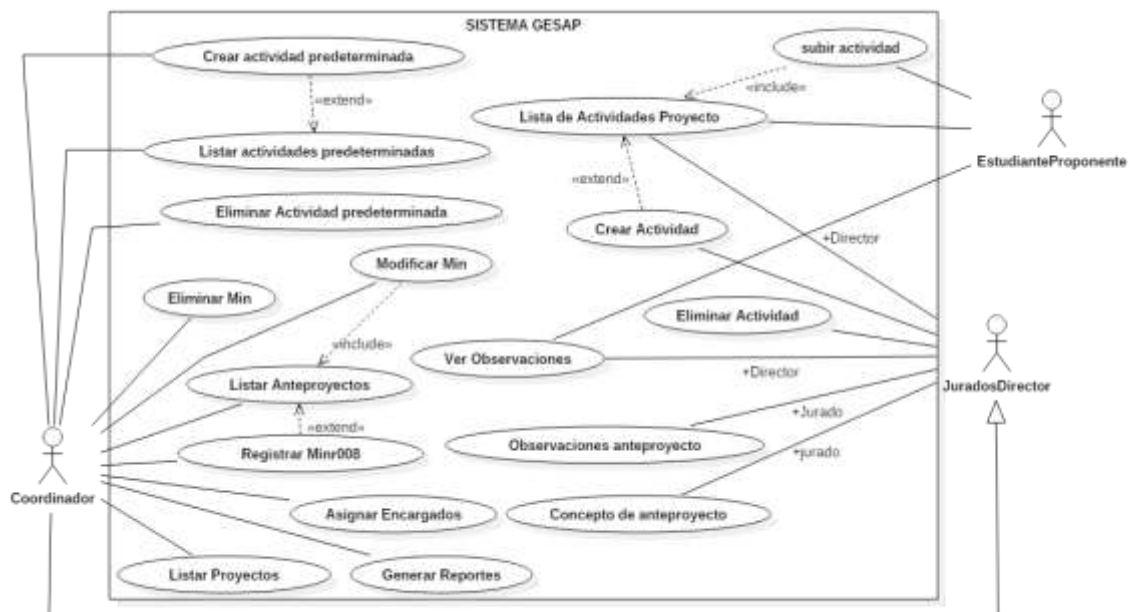 SISTEMA GESAP
Crear actividad predeterminada
subir actividad
«extend»
«include»
Lista de Actividades Proyecto
Listar actividades predeterminadas
EstudianteProponente
«extend»
Eliminar Actividad predeterminada
Crear Actividad
+Director
Modificar Min
Eliminar Min
Eliminar Actividad
«include»
Ver Observaciones
+Director
Listar Anteproyectos
JuradosDirector
+Jurado
«extend»
Observaciones anteproyecto
Registrar Minr008
+jurado
Coordinador
Asignar Encargados
Concepto de anteproyecto
Listar Proyectos
Generar Reportes